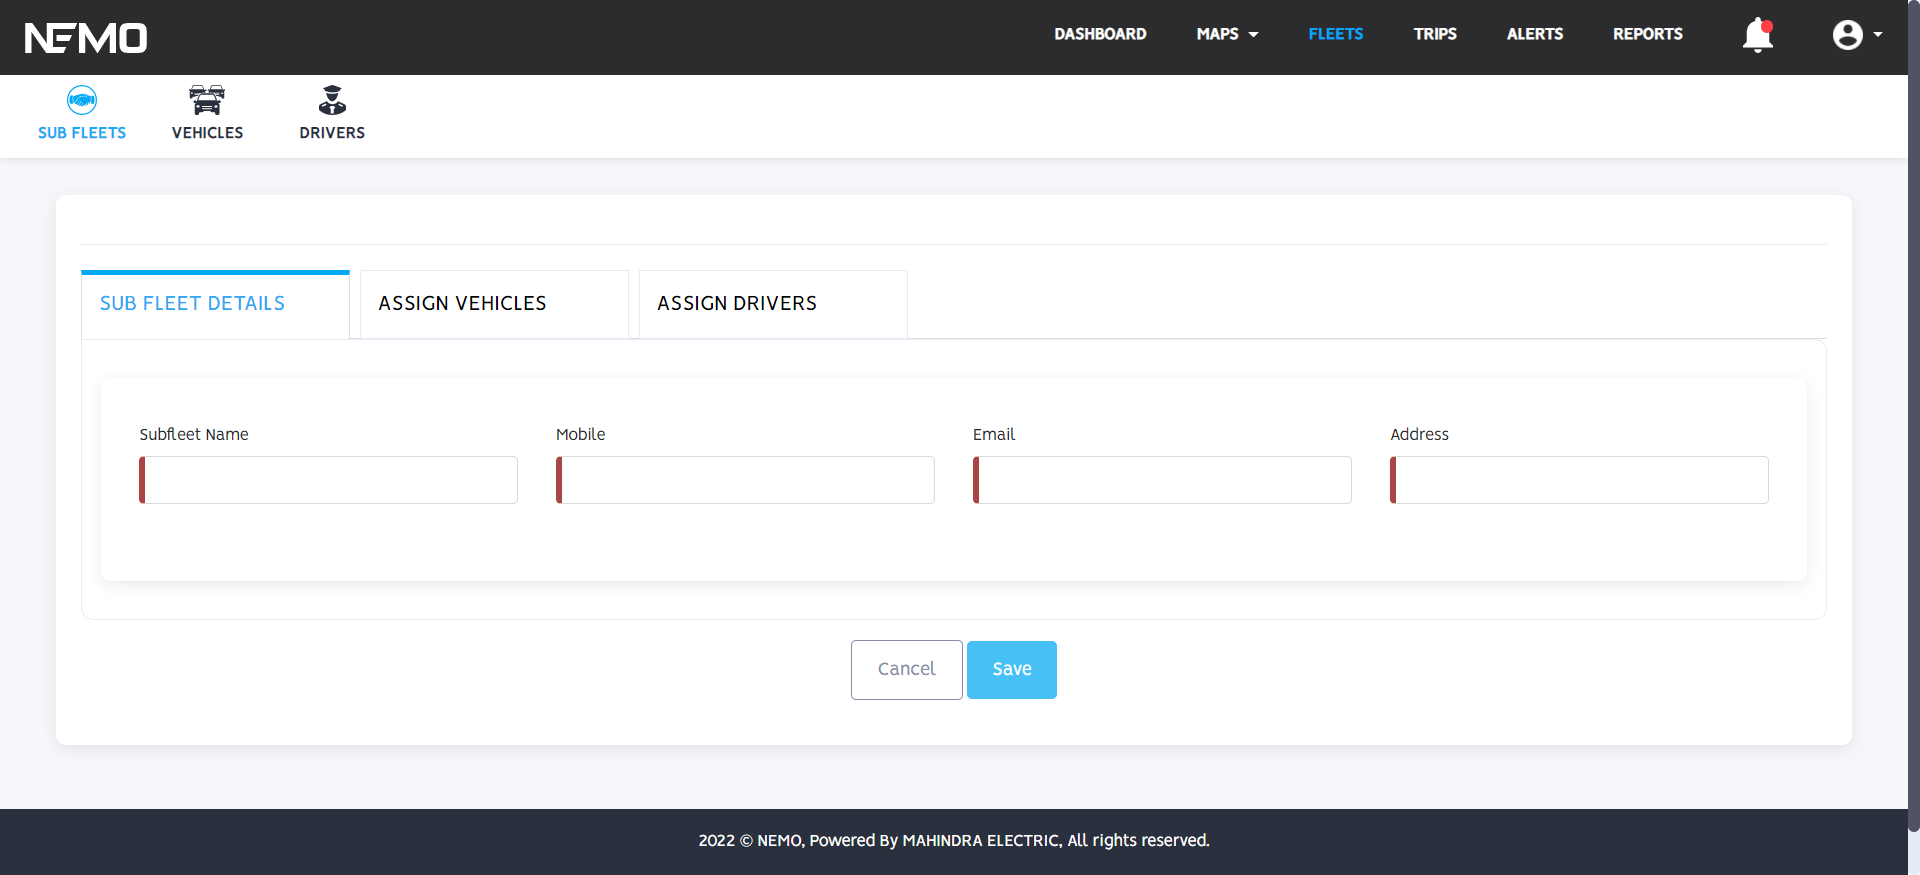 NEMO
DASHBOARD MAPS FLEETS TRIPS ALERTS REPORTS
SUB FLEETS VEHICLES DRIVERS
SUB FLEET DETAILS ASSIGN VEHICLES ASSIGN DRIVERS
Subfleet Name Mobile Email Address
Cancel Save
2022 © NEMO, Powered By MAHINDRA ELECTRIC, All rights reserved.